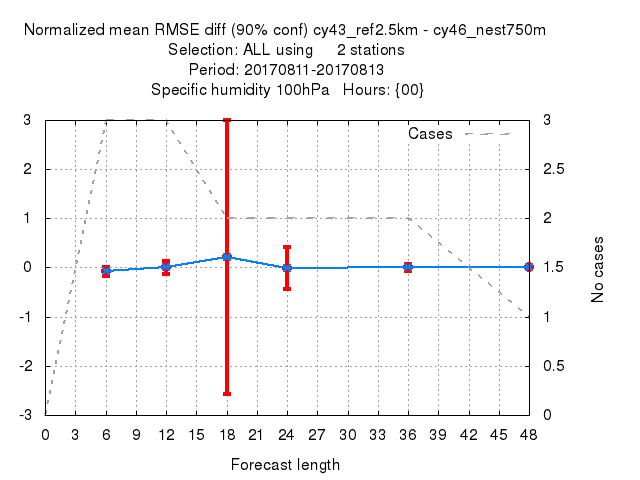 Normalized mean RMSE diff (90% conf) cy43_ref2.5km - cy46_nest750m
Selection: ALL using 2 stations
Period: 20170811-20170813
Specific humidity 100hPa Hours: {00}
Cases
3
2
1
0
-1
-2
-3
3
2.5
2
1.5
1
0.5
0
No cases
0 3 6 9 12 15 18 21 24 27 30 33 36 39 42 45 48
Forecast length